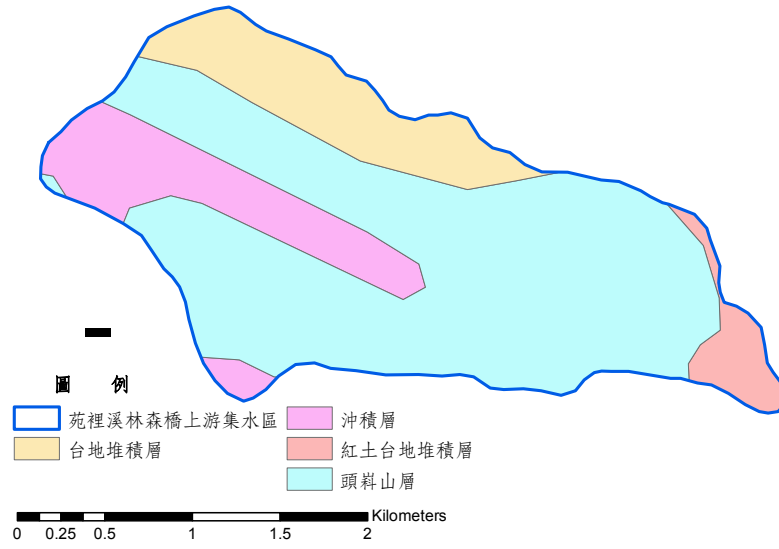 圖 例
苑裡溪林森橋上游集水區
台地堆積層
沖積層
紅土台地堆積層
頭嵙山層
Kilometers
0 0.25 0.5 1 1.5 2